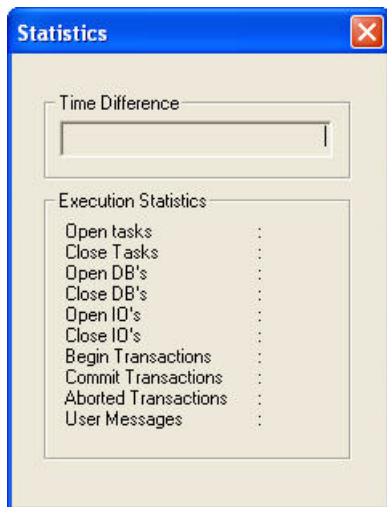 Statistics
Time Difference
Execution Statistics
Open tasks :
Close Tasks :
Open DB's :
Close DB's :
Open IO's :
Close IO's :
Begin Transactions :
Commit Transactions :
Aborted Transactions :
User Messages :